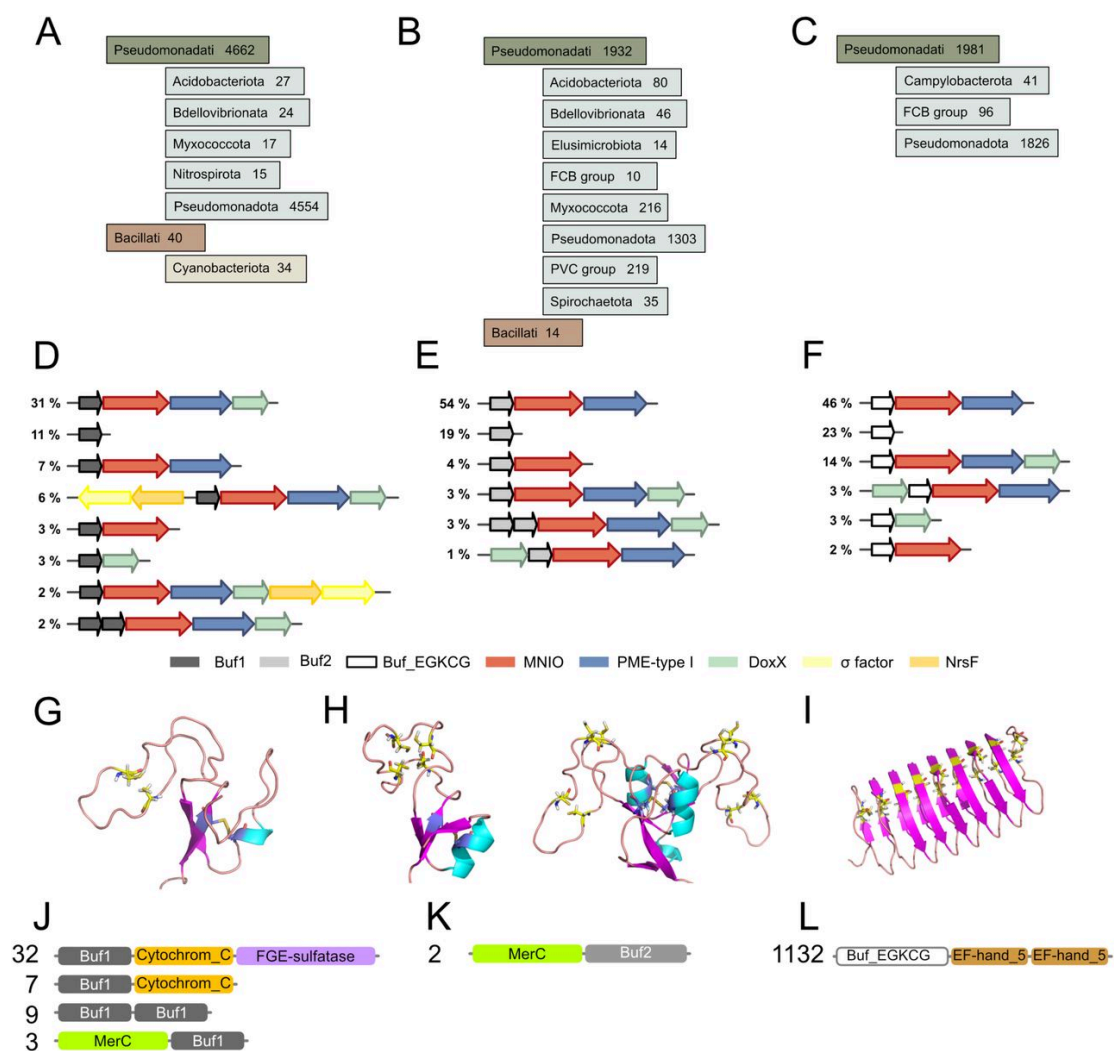 A
Pseudomonadati 4662
Acidobacteriota 27
Bdellovibrionata 24
Myxococcota 17
Nitrospirota 15
Pseudomonadota 4554
Bacillati 40
Cyanobacteriota 34
B
Pseudomonadati 1932
Acidobacteriota 80
Bdellovibrionata 46
Elusimicrobiota 14
FCB group 10
Myxococcota 216
Pseudomonadota 1303
PVC group 219
Spirochaetota 35
Bacillati 14
C
Pseudomonadati 1981
Campylobacterota 41
FCB group 96
Pseudomonadota 1826
D
31 %
11 %
7 %
6 %
3 %
3 %
2 %
2 %
E
54 %
19 %
4 %
3 %
3 %
1 %
F
46 %
23 %
14 %
3 %
3 %
2 %
Buf1 Buf2 Buf_EGKCG MNIO PME-type I DoxX σ factor NrsF
G
H
I
J
32 Buf1 Cytochrom_C FGE-sulfatase
7 Buf1 Cytochrom_C
9 Buf1 Buf1
3 MerC Buf1
K
2 MerC Buf2
L
1132 Buf_EGKCG EF-hand_5 EF-hand_5